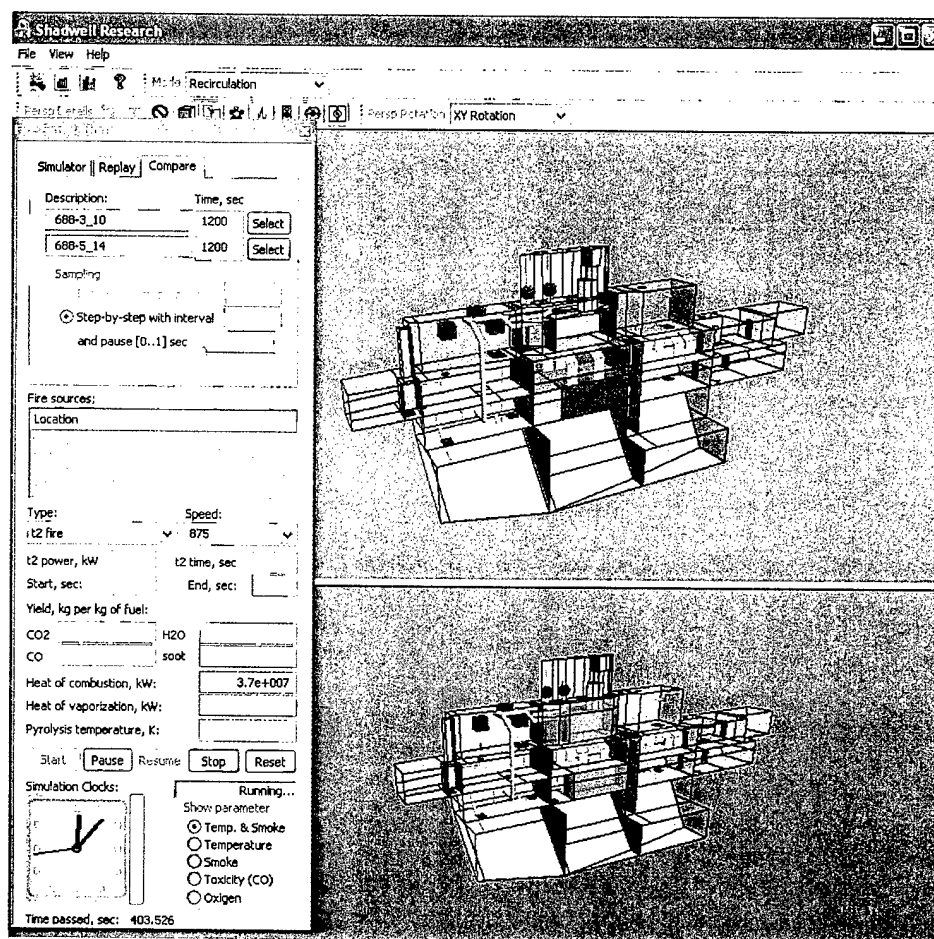 Shadwell Research
File View Help
Mode Recirculation
Persp Details Persp Rotation XY Rotation
Simulator Replay Compare
Description: Time, sec
688-3_10 1200 Select
688-5_14 1200 Select
Sampling
Step-by-step with interval
and pause [0..1] sec
Fire sources:
Location
Type: Speed:
t2 fire 875
t2 power, kW t2 time, sec
Start, sec: End, sec:
Yield, kg per kg of fuel:
CO2 H2O
CO soot
Heat of combustion, kW: 3.7e+007
Heat of vaporization, kW:
Pyrolysis temperature, K:
Start Pause Resume Stop Reset
Simulation Clocks: Running...
Show parameter
Temp. & Smoke
Temperature
Smoke
Toxicity (CO)
Oxigen
Time passed, sec: 403,526